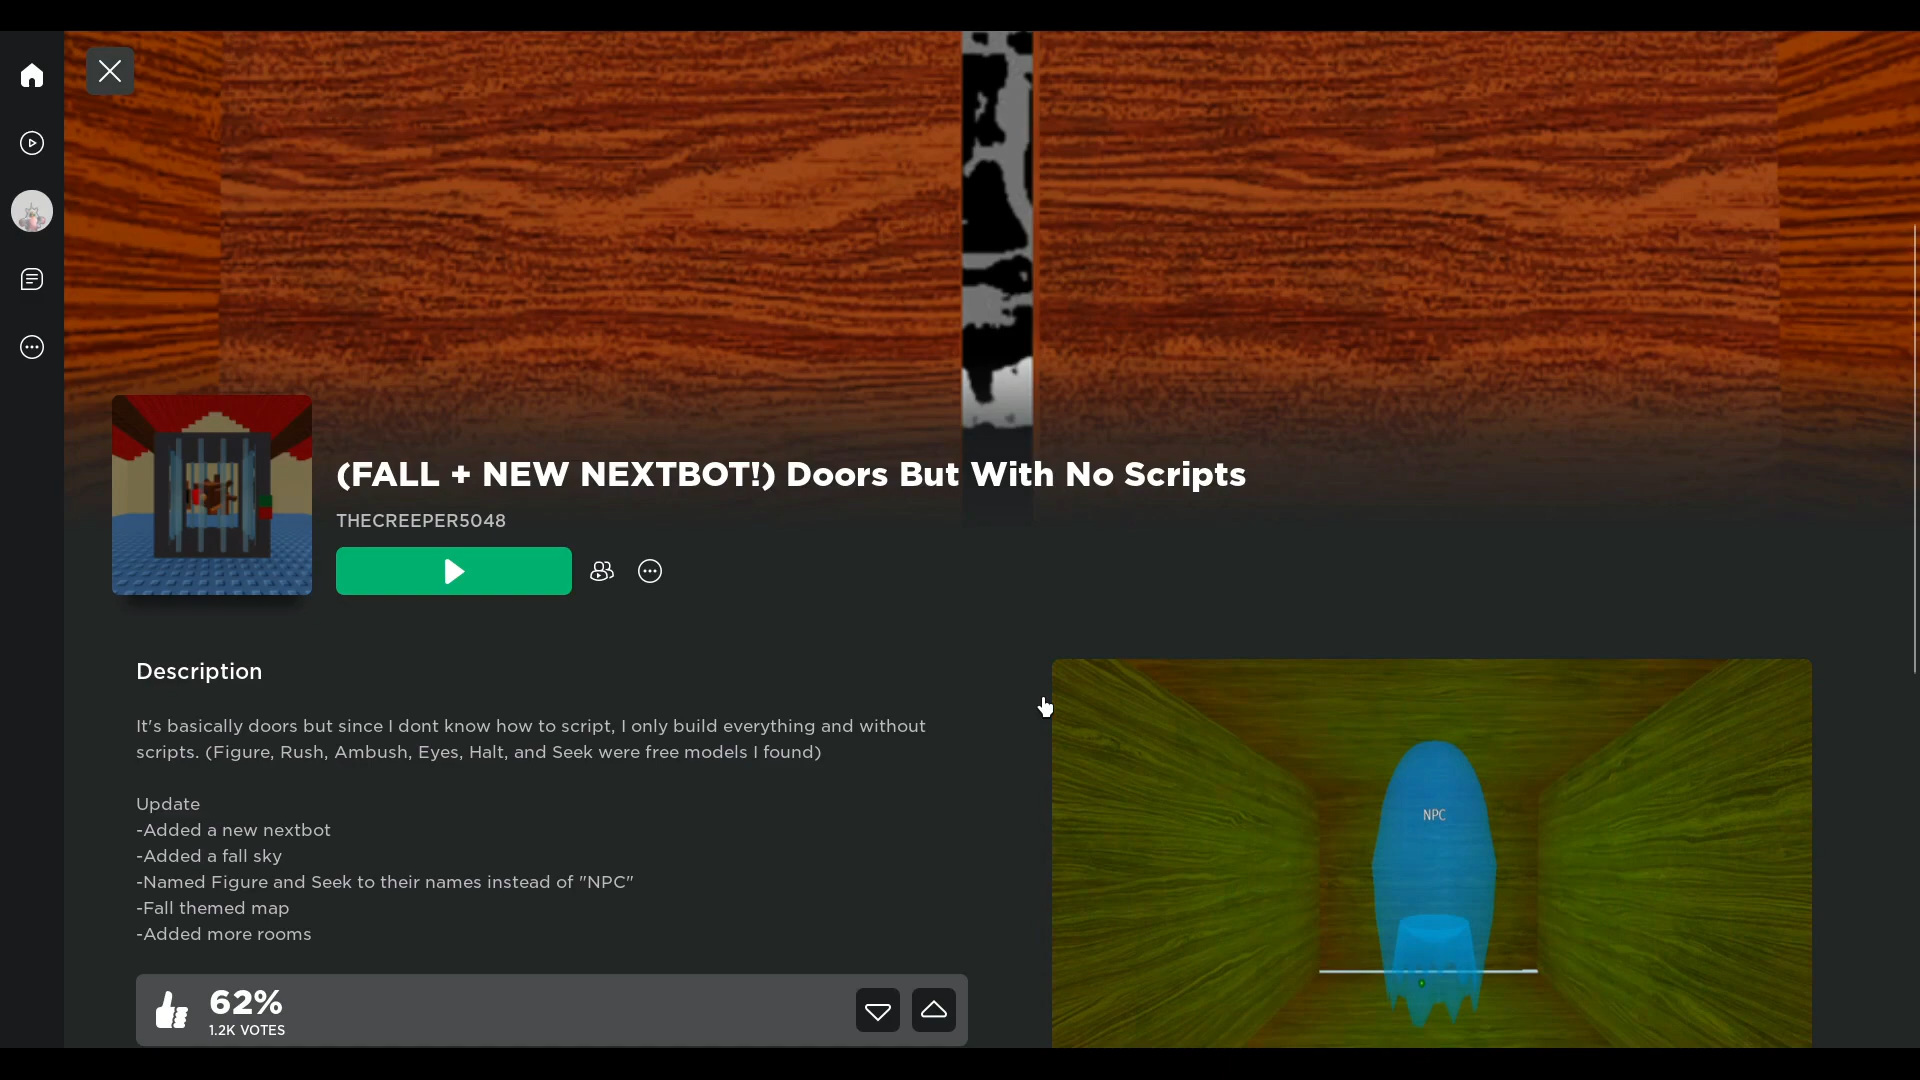 (FALL + NEW NEXTBOT!) Doors But With No Scripts
THECREEPER5048
Description
It's basically doors but since I dont know how to script, I only build everything and without
scripts. (Figure, Rush, Ambush, Eyes, Halt, and Seek were free models I found)
Update
-Added a new nextbot
-Added a fall sky
-Named Figure and Seek to their names instead of "NPC"
-Fall themed map
-Added more rooms
62%
1.2K VOTES
NPC